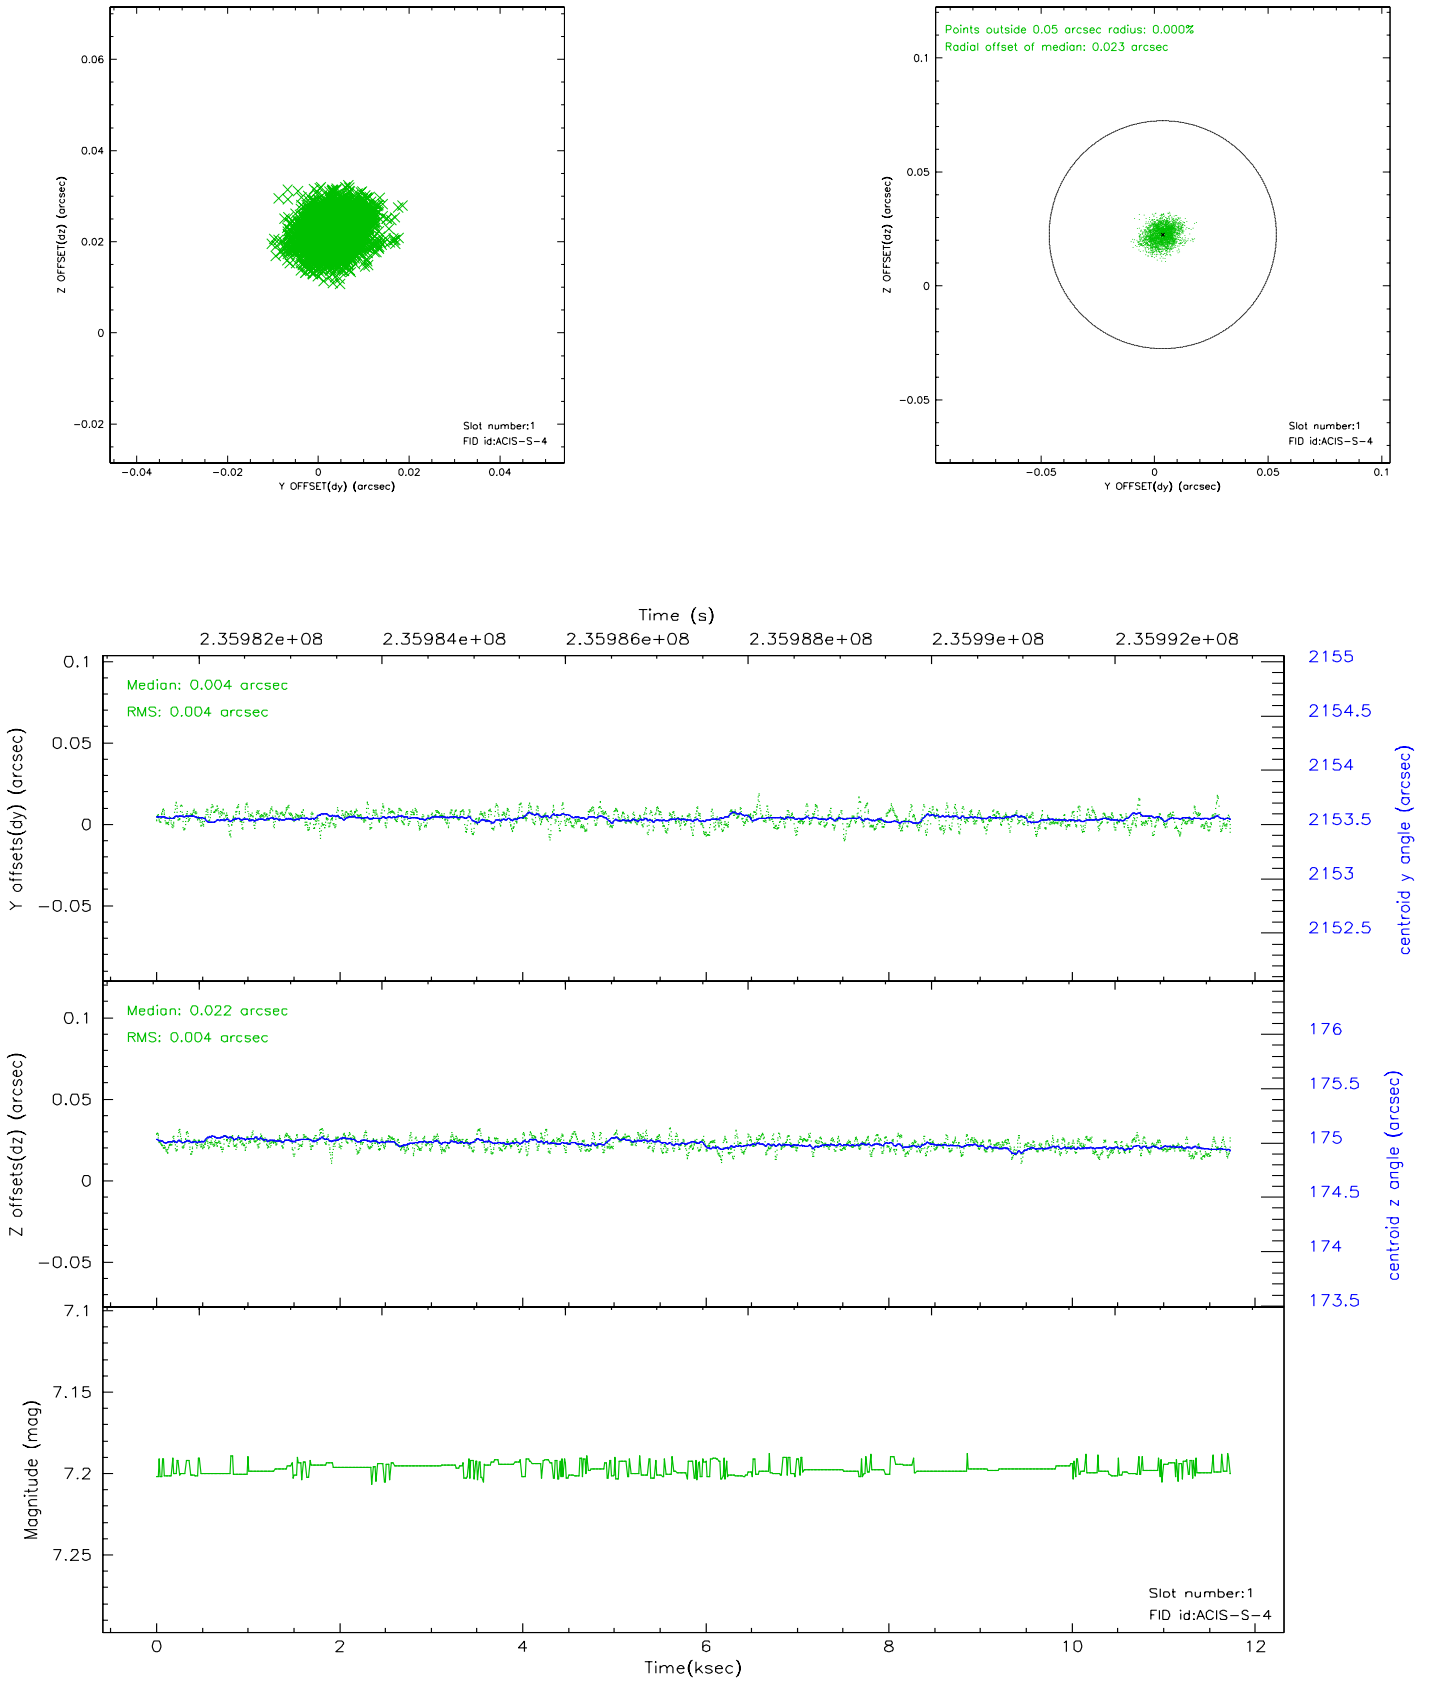 0.06
0.04
0.02
0
−0.02
Z OFFSET(dz) (arcsec)
−0.04
−0.02
0
0.02
0.04
Y OFFSET(dy) (arcsec)
Slot number:1
FID id:ACIS−S−4
Points outside 0.05 arcsec radius: 0.000%
Radial offset of median: 0.023 arcsec
0.1
0.05
0
−0.05
Z OFFSET(dz) (arcsec)
−0.05
0
0.05
0.1
Y OFFSET(dy) (arcsec)
Slot number:1
FID id:ACIS−S−4
Time (s)
2.35982e+08
2.35984e+08
2.35986e+08
2.35988e+08
2.3599e+08
2.35992e+08
0.1
0.05
0
−0.05
Y offsets(dy) (arcsec)
Median: 0.004 arcsec
RMS: 0.004 arcsec
2155
2154.5
2154
2153.5
2153
2152.5
centroid y angle (arcsec)
0.1
0.05
0
−0.05
Z offsets(dz) (arcsec)
Median: 0.022 arcsec
RMS: 0.004 arcsec
176
175.5
175
174.5
174
173.5
centroid z angle (arcsec)
7.1
7.15
7.2
7.25
Magnitude (mag)
Slot number:1
FID id:ACIS−S−4
0
2
4
6
8
10
12
Time(ksec)